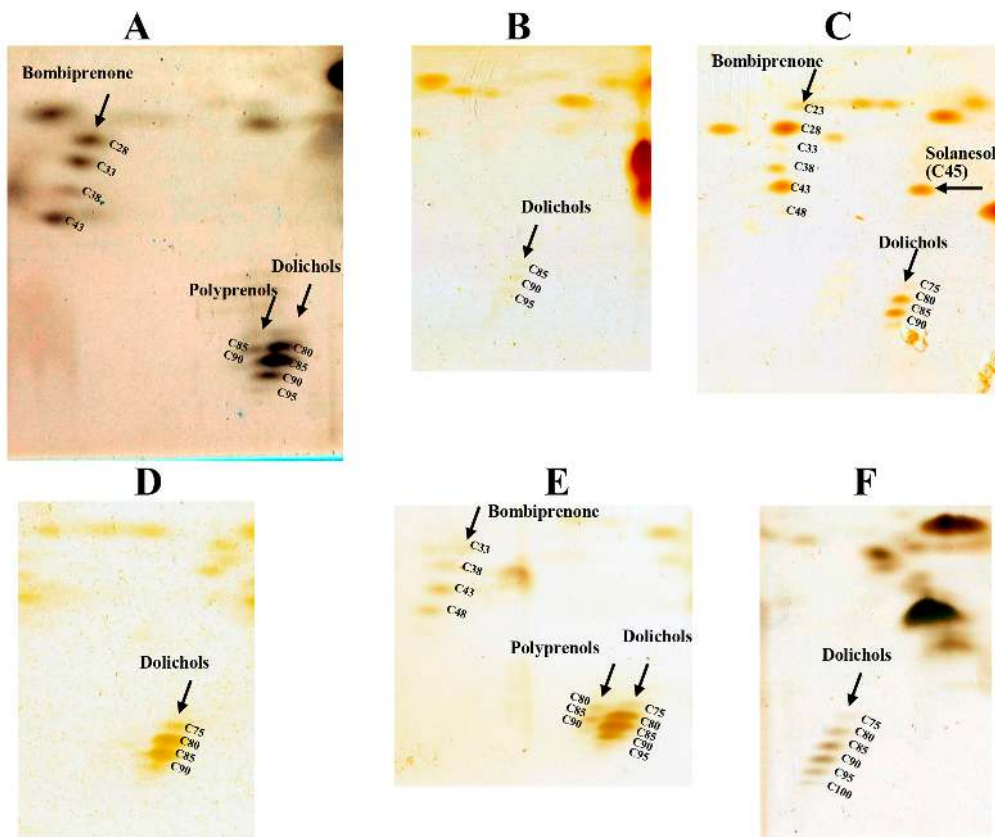 A
Bombiprenone
C28
C33
C38
C43
Polyprenols
Dolichols
C85
C90
C80
C85
C90
C95
B
Dolichols
C85
C90
C95
C
Bombiprenone
C23
C28
C33
C38
C43
C48
Solanesol
(C45)
Dolichols
C75
C80
C85
C90
D
Dolichols
C75
C80
C85
C90
E
Bombiprenone
C33
C38
C43
C48
Polyprenols
Dolichols
C80
C85
C90
C75
C80
C85
C90
C95
F
Dolichols
C75
C80
C85
C90
C95
C100